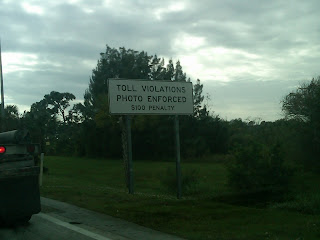 TOLL VIOLATIONS
PHOTO ENFORCED
$100 PENALTY